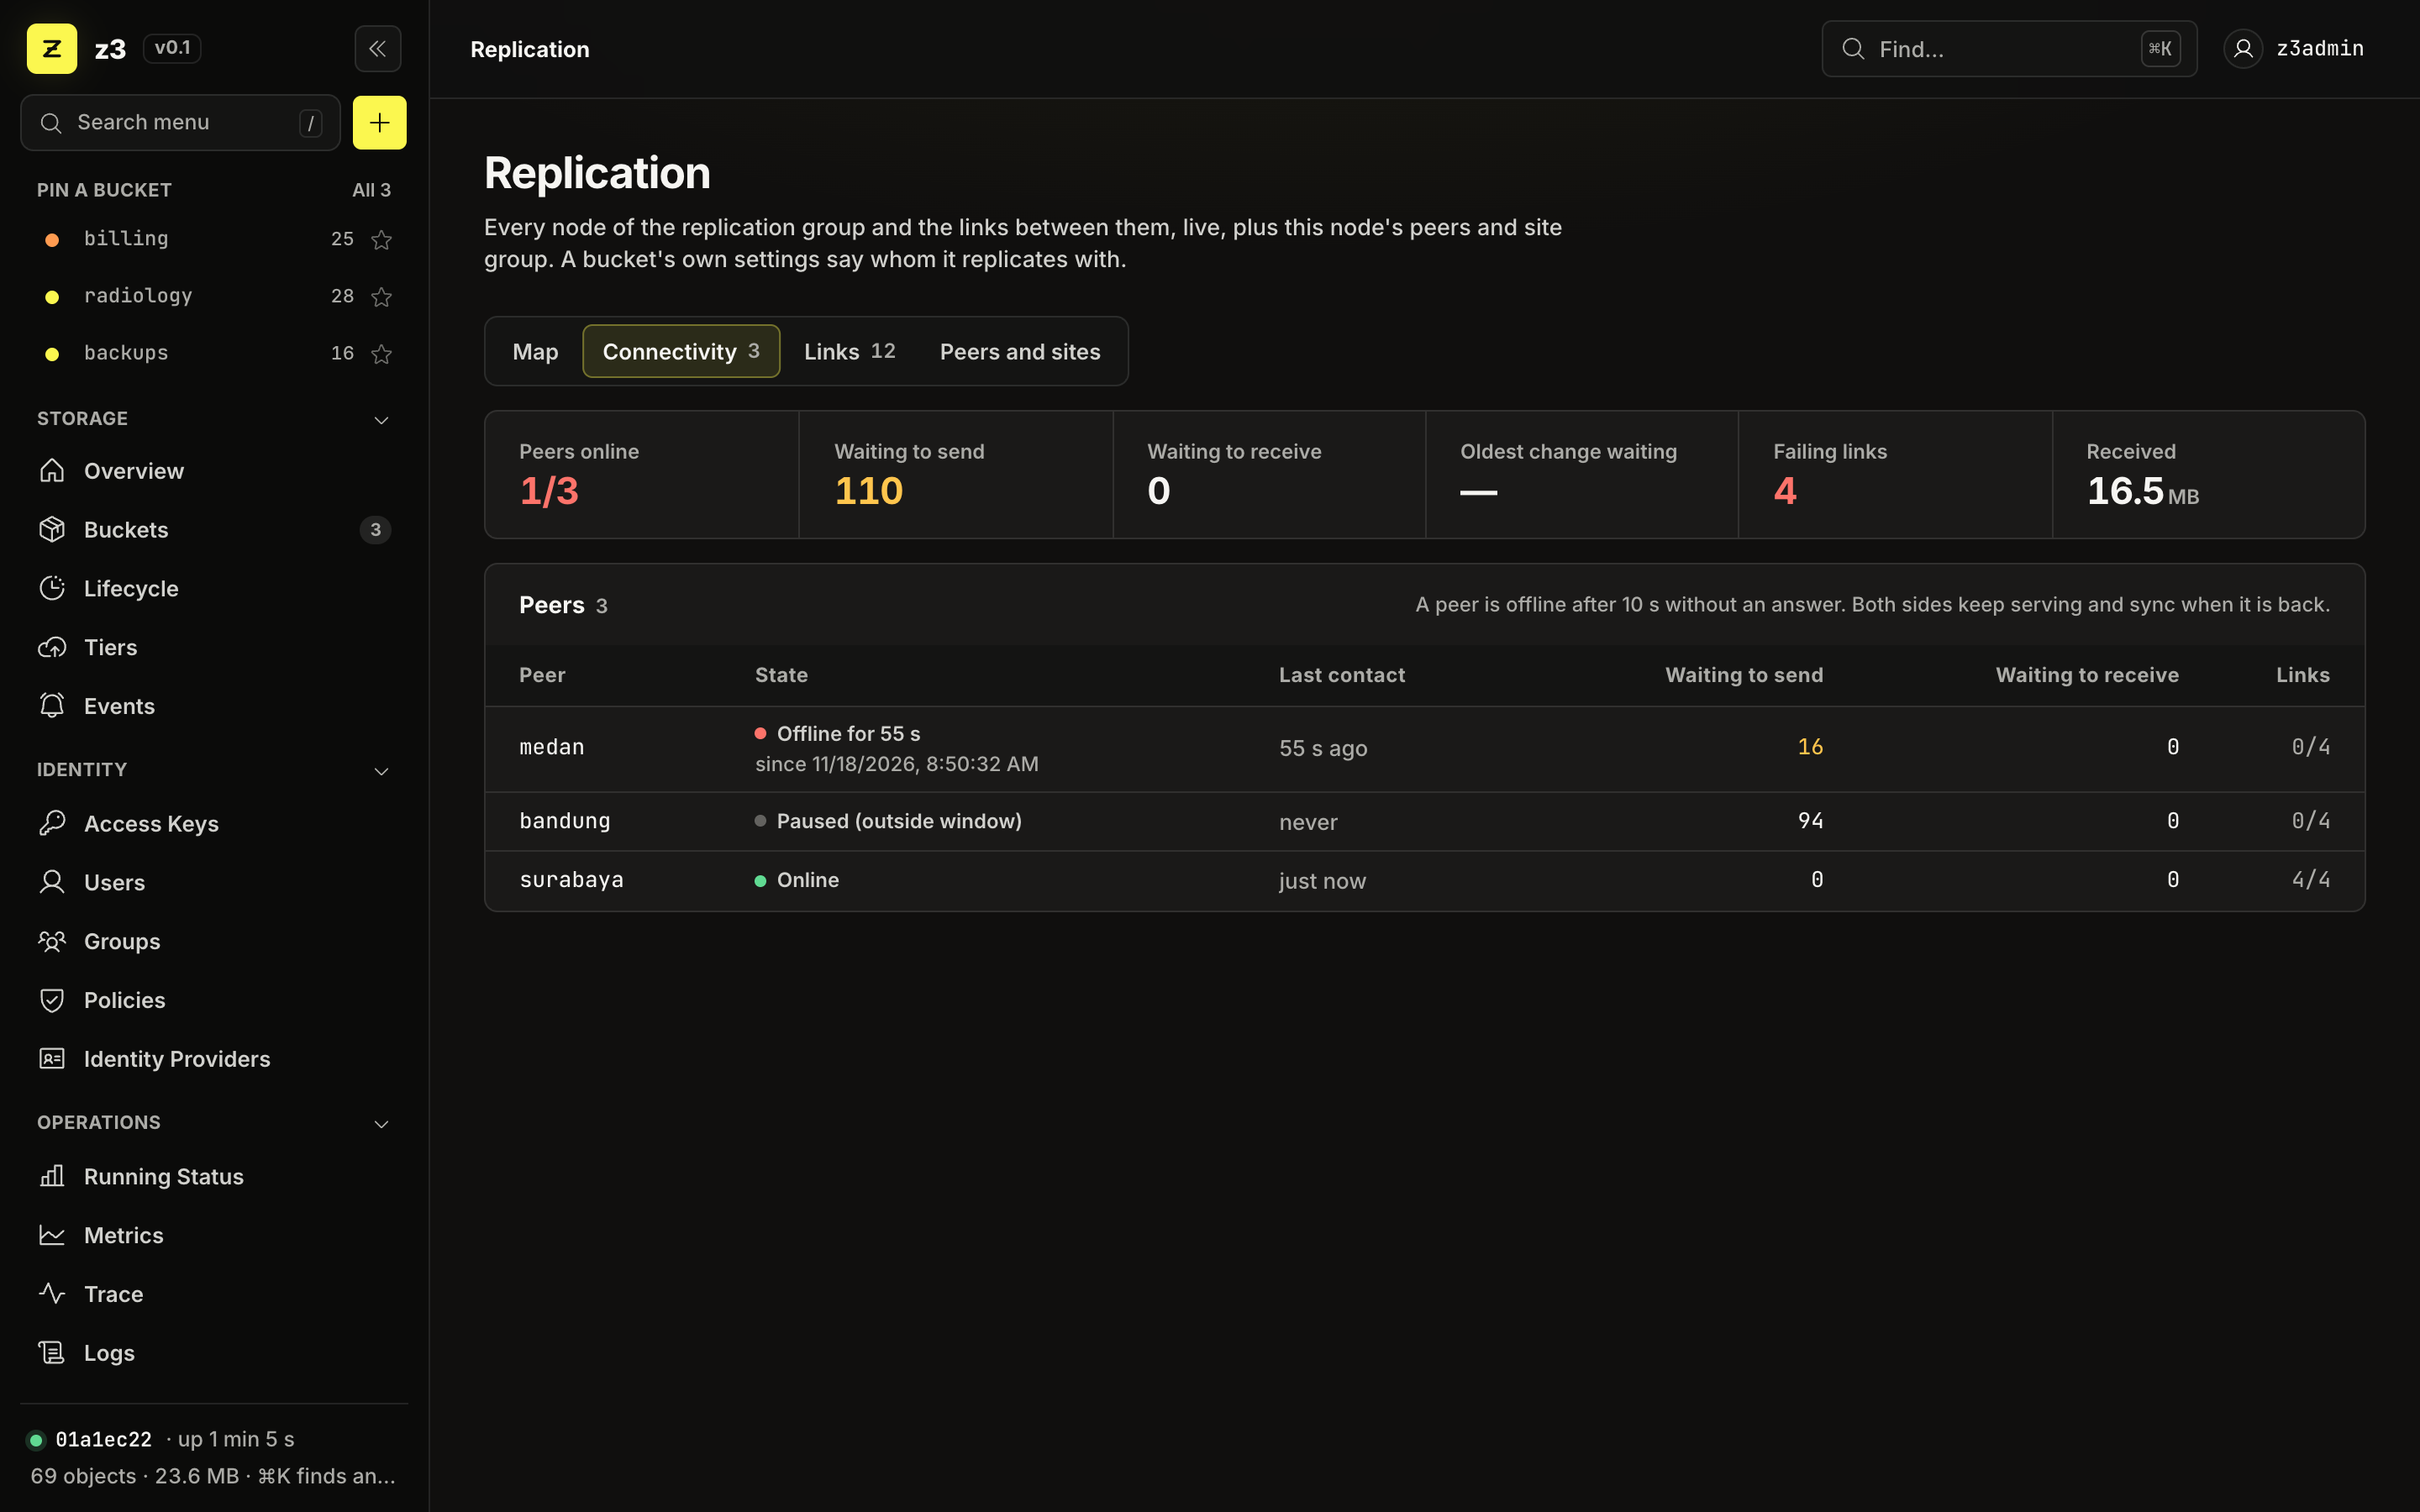 z3 v0.1
Search menu /
PIN A BUCKET All 3
billing 25
radiology 28
backups 16
STORAGE
Overview
Buckets 3
Lifecycle
Tiers
Events
IDENTITY
Access Keys
Users
Groups
Policies
Identity Providers
OPERATIONS
Running Status
Metrics
Trace
Logs
01a1ec22 · up 1 min 5 s
69 objects · 23.6 MB · ⌘K finds an...
Replication
Find... ⌘K
z3admin
Replication
Every node of the replication group and the links between them, live, plus this node's peers and site
group. A bucket's own settings say whom it replicates with.
Map Connectivity 3 Links 12 Peers and sites
Peers online Waiting to send Waiting to receive Oldest change waiting Failing links Received
1/3 110 0 — 4 16.5 MB
Peers 3 A peer is offline after 10 s without an answer. Both sides keep serving and sync when it is back.
Peer State Last contact Waiting to send Waiting to receive Links
medan Offline for 55 s 55 s ago 16 0 0/4
since 11/18/2026, 8:50:32 AM
bandung Paused (outside window) never 94 0 0/4
surabaya Online just now 0 0 4/4